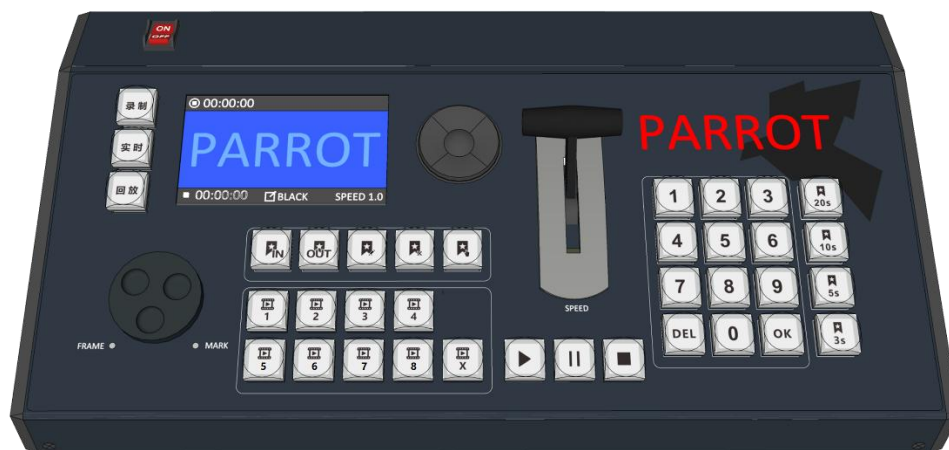 ON
OFF
录制
实时
回放
00:00:00
PARROT
00:00:00 BLACK SPEED 1.0
PARROT
IN
OUT
1 2 3 4
5 6 7 8 X
FRAME
MARK
SPEED
1 2 3 20s
4 5 6 10s
7 8 9 5s
DEL 0 OK 3s